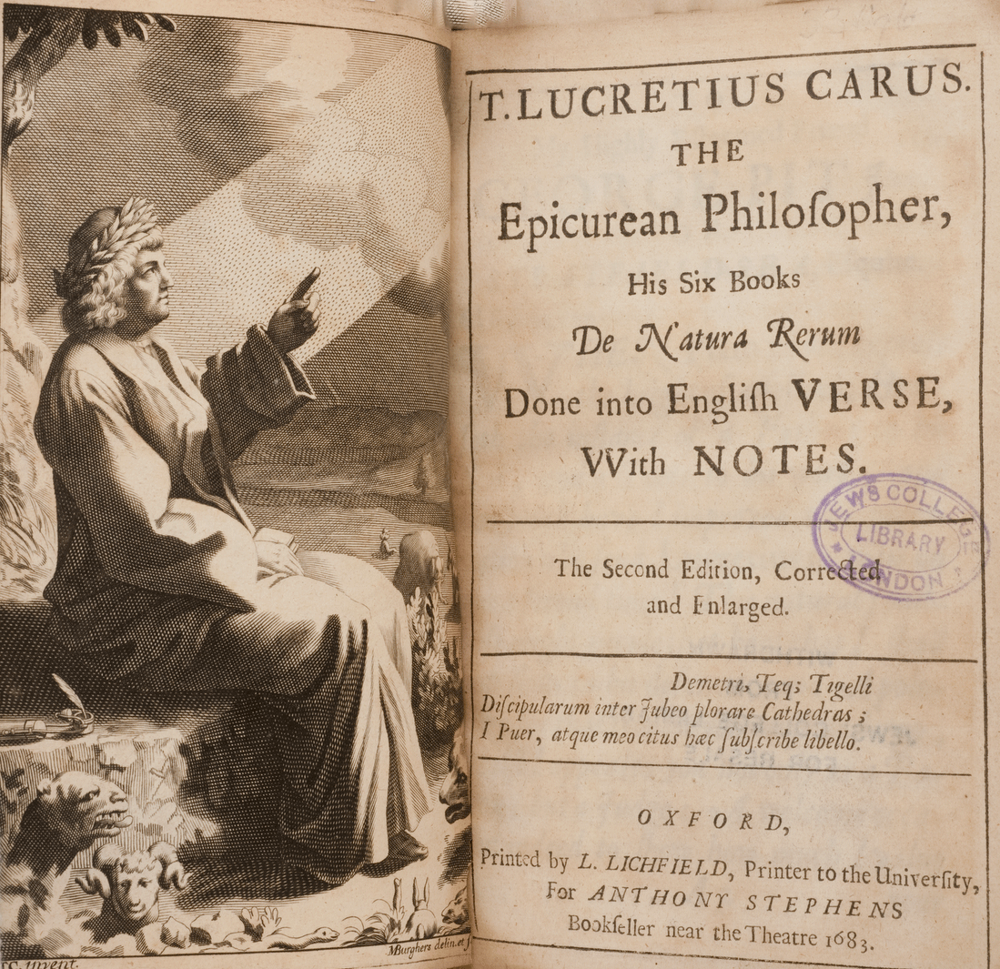 T. LUCRETIUS CARUS.
THE
Epicurean Philoſopher,
His Six Books
De Natura Rerum
Done into Engliſh VERSE,
With NOTES.
JEWS COLLEGE
LIBRARY
LONDON
The Second Edition, Corrected
and Enlarged.
Demetri, Teq; Tigelli
Diſcipularum inter Jubeo plorare Cathedras ;
I Puer, atque meo citus hæc ſubſcribe libello.
OXFORD,
Printed by L. LICHFIELD, Printer to the Univerſity,
For ANTHONY STEPHENS
Bookſeller near the Theatre 1683.
invent.
MBurghers delin. et